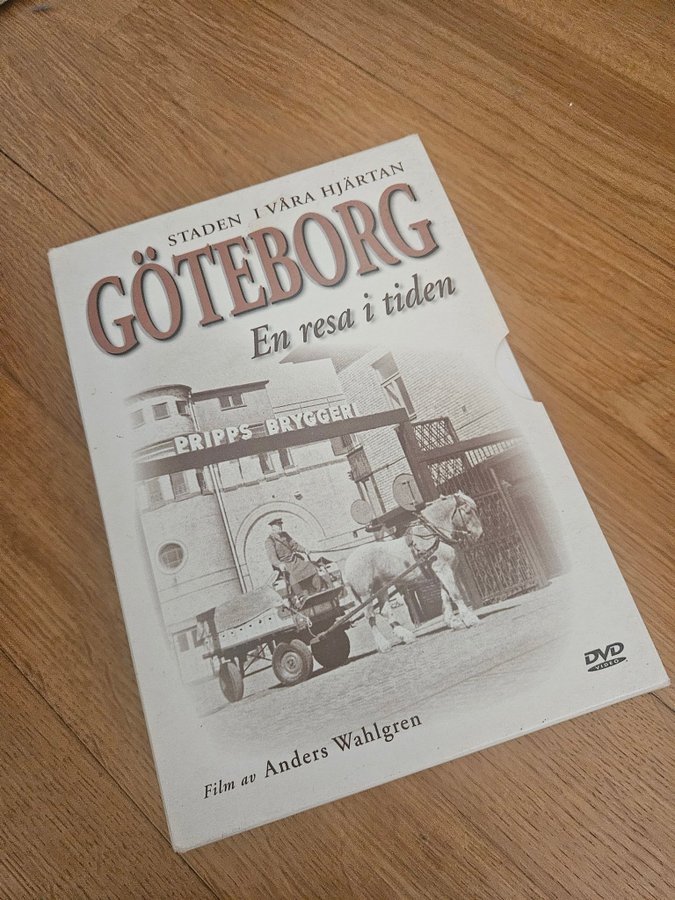 STADEN I VÅRA HJÄRTAN
GÖTEBORG
En resa i tiden
PRIPPS BRYGGERI
DVD
VIDEO
Film av Anders Wahlgren